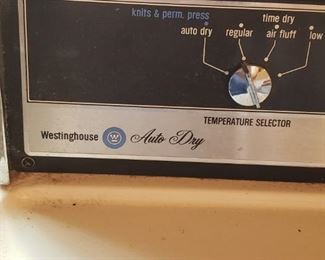 knits & perm. press time dry
auto dry regular air fluff low
TEMPERATURE SELECTOR
Westinghouse W Auto Dry